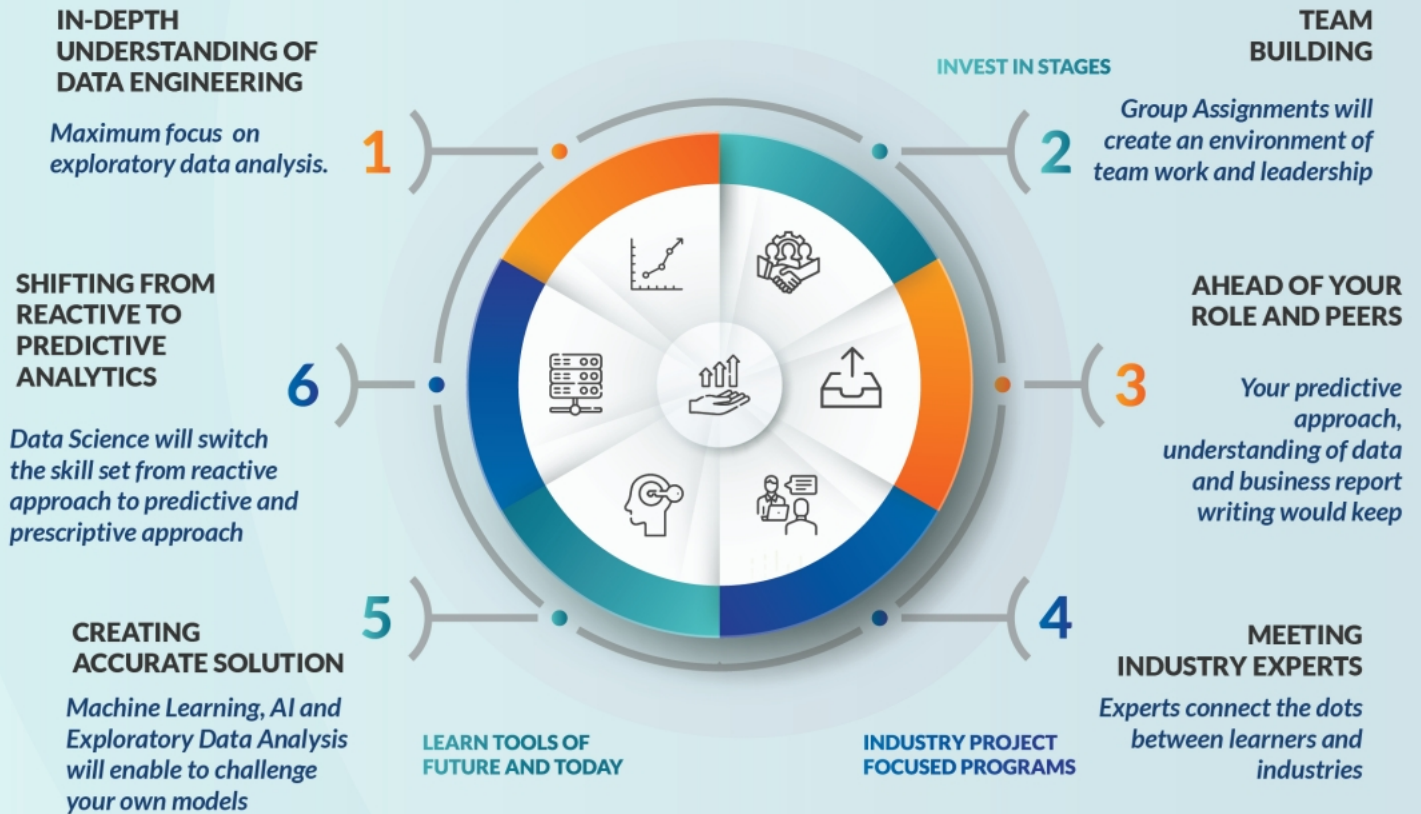 IN-DEPTH
UNDERSTANDING OF
DATA ENGINEERING
Maximum focus on
exploratory data analysis.
1
INVEST IN STAGES
TEAM
BUILDING
2
Group Assignments will
create an environment of
team work and leadership
AHEAD OF YOUR
ROLE AND PEERS
3
Your predictive
approach,
understanding of data
and business report
writing would keep
4
MEETING
INDUSTRY EXPERTS
Experts connect the dots
between learners and
industries
INDUSTRY PROJECT
FOCUSED PROGRAMS
5
CREATING
ACCURATE SOLUTION
Machine Learning, AI and
Exploratory Data Analysis
will enable to challenge
your own models
LEARN TOOLS OF
FUTURE AND TODAY
SHIFTING FROM
REACTIVE TO
PREDICTIVE
ANALYTICS
6
Data Science will switch
the skill set from reactive
approach to predictive and
prescriptive approach